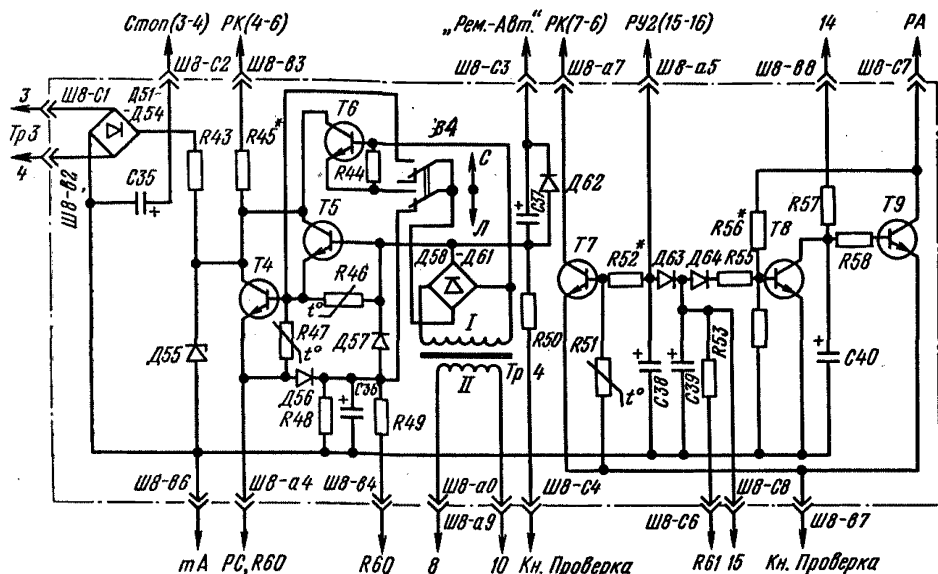 Стоп(3-4) РК(4-6) „Рем.-Авт.“ РК(7-6) РУ2(15-16) 14 РА
Ш8-С2 Ш8-в3 Ш8-С3 Ш8-а7 Ш8-а5 Ш8-в8 Ш8-С7
3 Ш8-С1 Д51-Д54
Тр3
4
Ш8-в2
С35 +
R43 R45*
Т6 R44 в4 С Л
С37 + Д62
Т5 Т4
R46 t°
R47 t°
Д58-Д61
I
II
Тр 4
Д55 Д56 Д57
R48 С36 + R49
R50
Т7 R52* Д63 Д64 R55
R51 t°
С38 + С39 + R53
R56* Т8 R57 R58 Т9
С40 +
Ш8-в6 Ш8-а4 Ш8-в4 Ш8-а0 Ш8-С4 Ш8-С8
Ш8-а9 Ш8-С6 Ш8-в7
mA РС, R60 R60 8 10 Кн. Проверка R61 15 Кн. Проверка